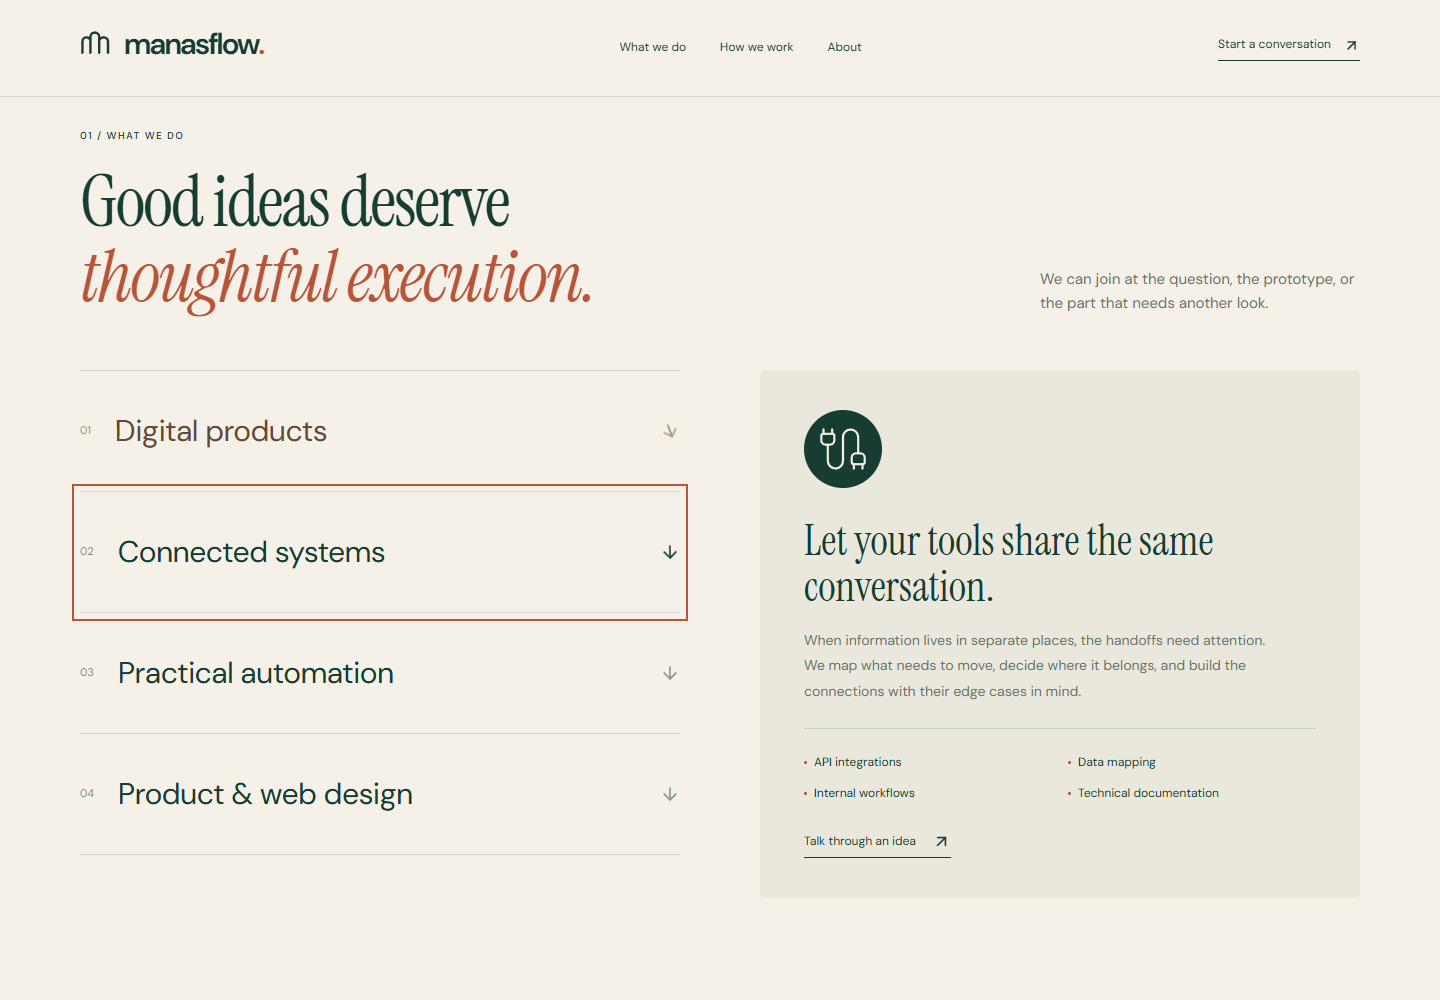 manasflow.
What we do
How we work
About
Start a conversation
01 / WHAT WE DO
Good ideas deserve
thoughtful execution.
We can join at the question, the prototype, or
the part that needs another look.
01 Digital products
02 Connected systems
03 Practical automation
04 Product & web design
Let your tools share the same
conversation.
When information lives in separate places, the handoffs need attention.
We map what needs to move, decide where it belongs, and build the
connections with their edge cases in mind.
API integrations
Data mapping
Internal workflows
Technical documentation
Talk through an idea